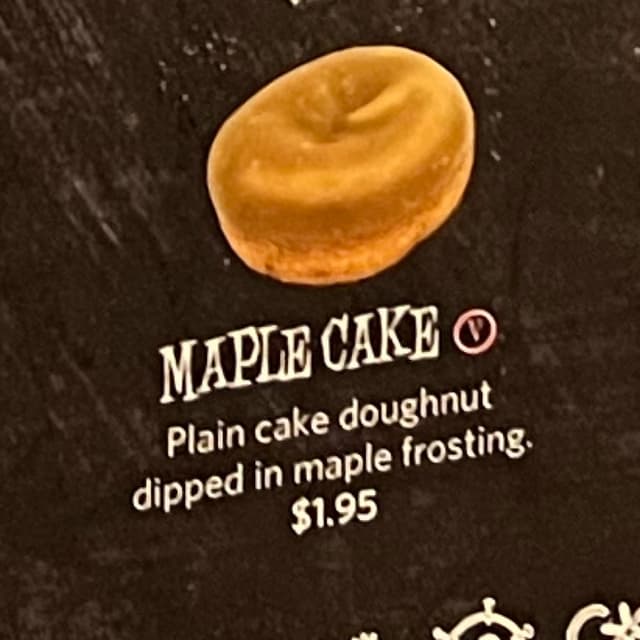 MAPLE CAKE V
Plain cake doughnut
dipped in maple frosting.
$1.95